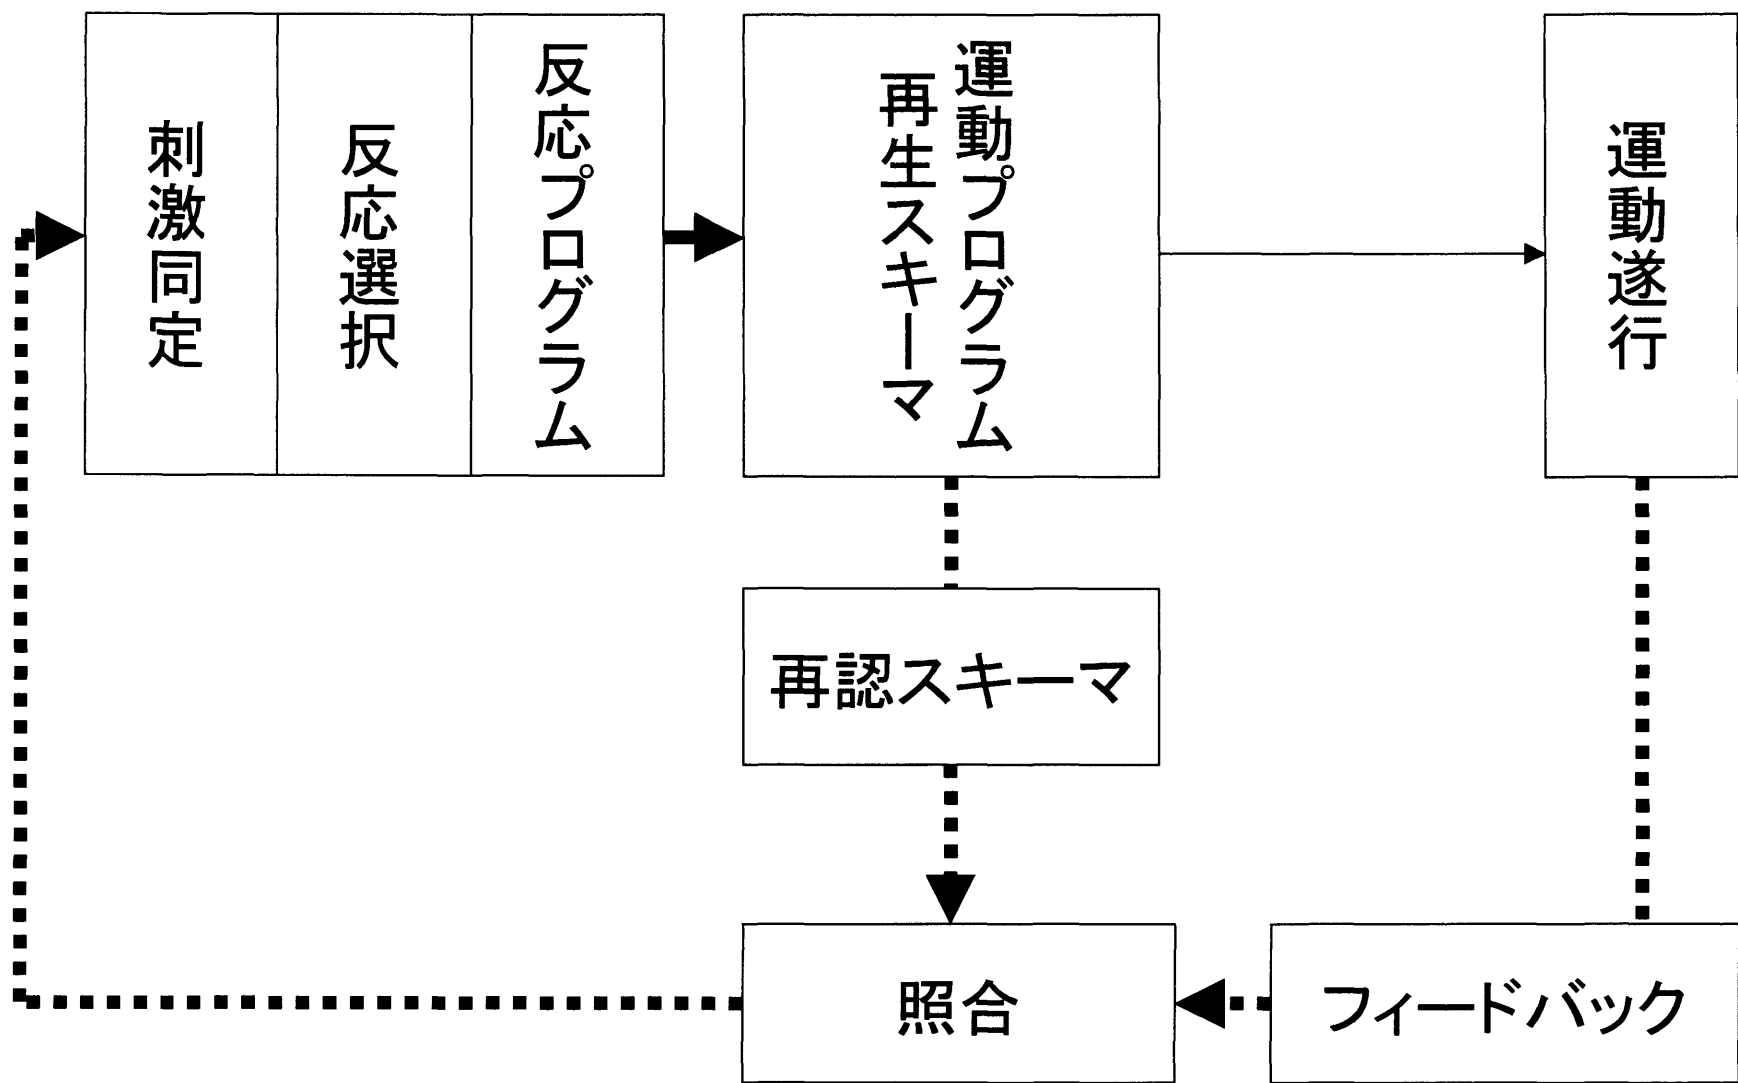 刺激同定
反応選択
反応プログラム
運動プログラム
再生スキーマ
運動遂行
再認スキーマ
照合
フィードバック